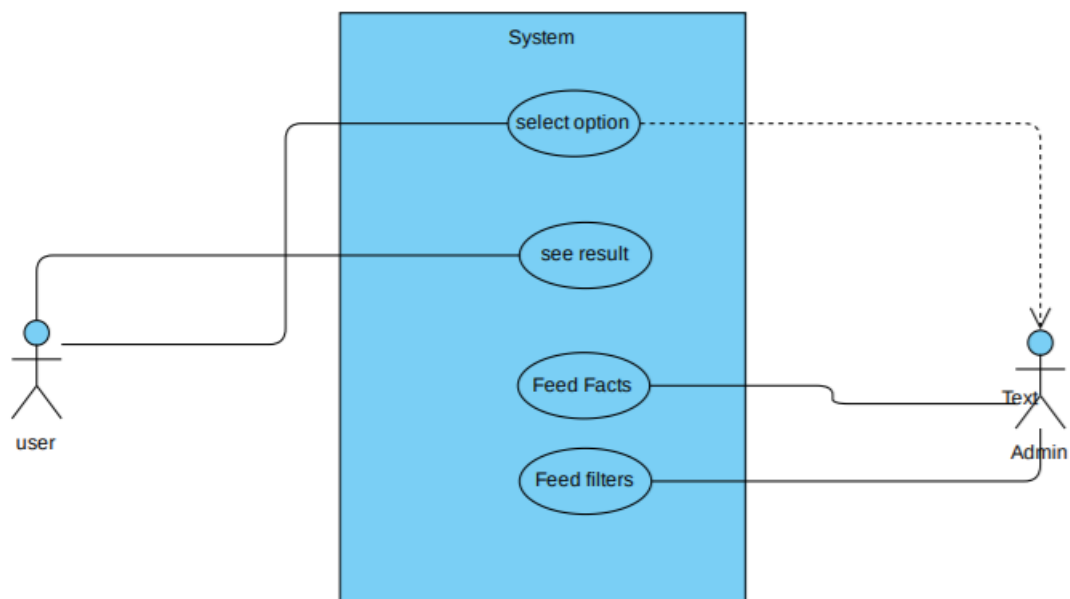 System
select option
see result
Feed Facts
Text
user
Admin
Feed filters